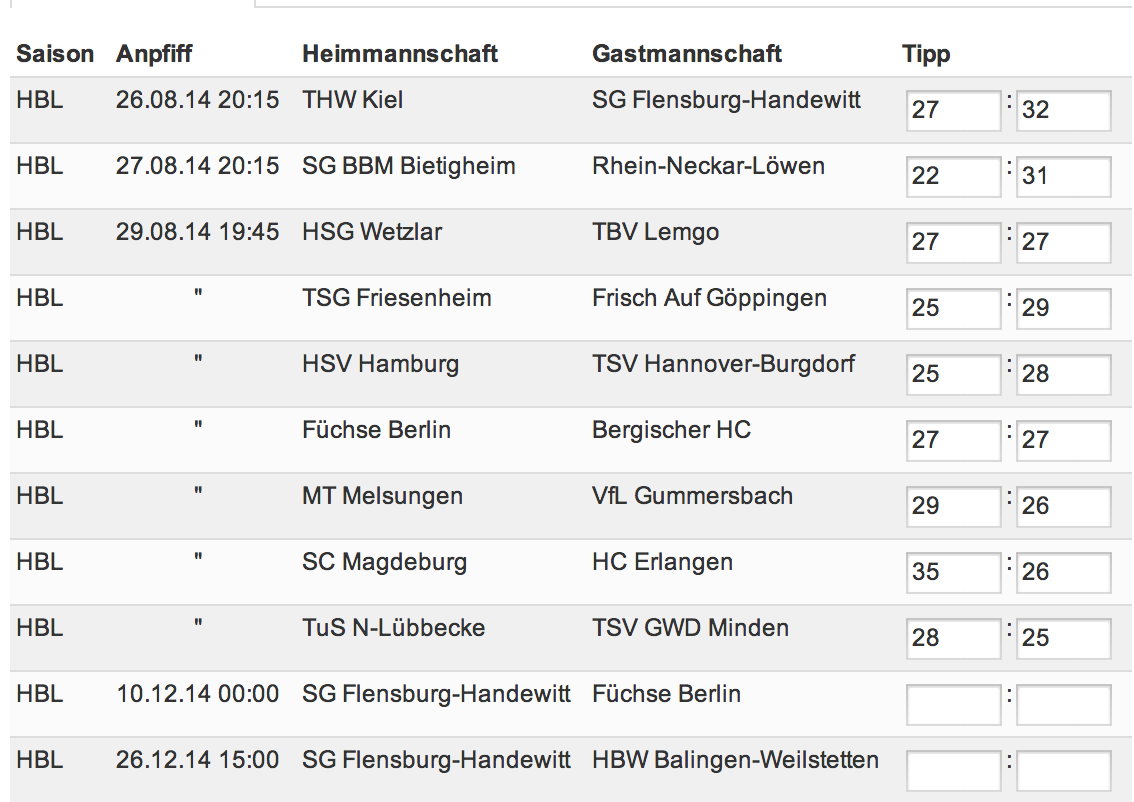 Saison Anpfiff Heimmannschaft Gastmannschaft Tipp
HBL 26.08.14 20:15 THW Kiel SG Flensburg-Handewitt 27 : 32
HBL 27.08.14 20:15 SG BBM Bietigheim Rhein-Neckar-Löwen 22 : 31
HBL 29.08.14 19:45 HSG Wetzlar TBV Lemgo 27 : 27
HBL " TSG Friesenheim Frisch Auf Göppingen 25 : 29
HBL " HSV Hamburg TSV Hannover-Burgdorf 25 : 28
HBL " Füchse Berlin Bergischer HC 27 : 27
HBL " MT Melsungen VfL Gummersbach 29 : 26
HBL " SC Magdeburg HC Erlangen 35 : 26
HBL " TuS N-Lübbecke TSV GWD Minden 28 : 25
HBL 10.12.14 00:00 SG Flensburg-Handewitt Füchse Berlin :
HBL 26.12.14 15:00 SG Flensburg-Handewitt HBW Balingen-Weilstetten :